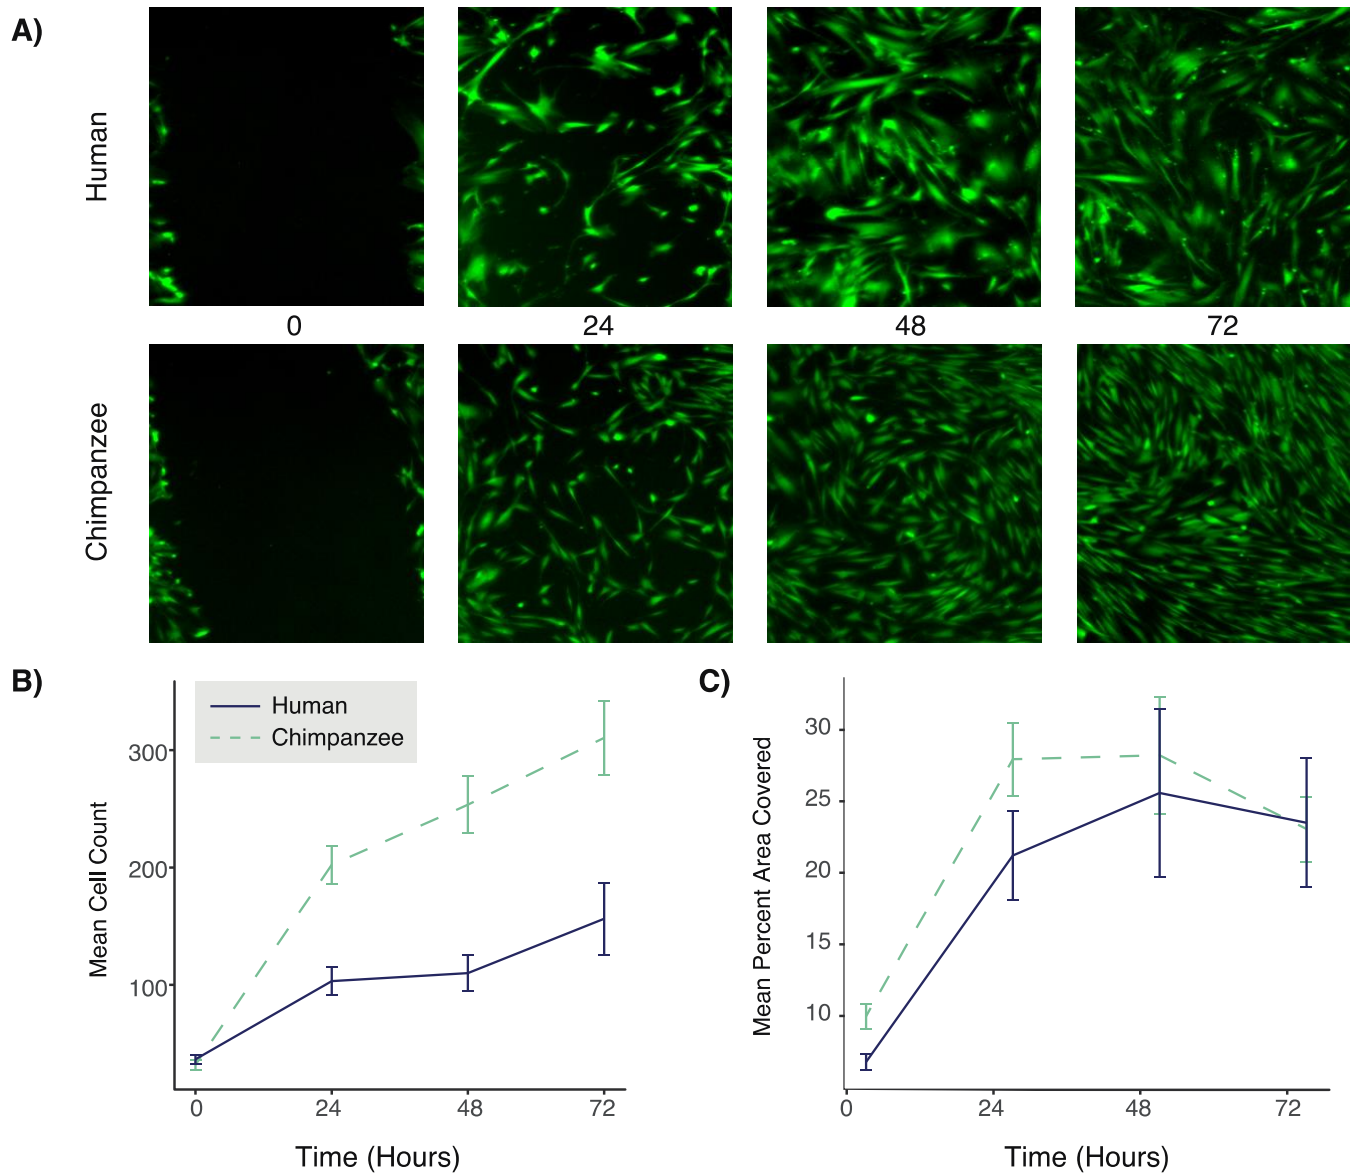 A)
Human
0
24
48
72
Chimpanzee
B)
Human
Chimpanzee
300
200
100
Mean Cell Count
0
24
48
72
Time (Hours)
C)
30
25
20
15
10
Mean Percent Area Covered
0
24
48
72
Time (Hours)